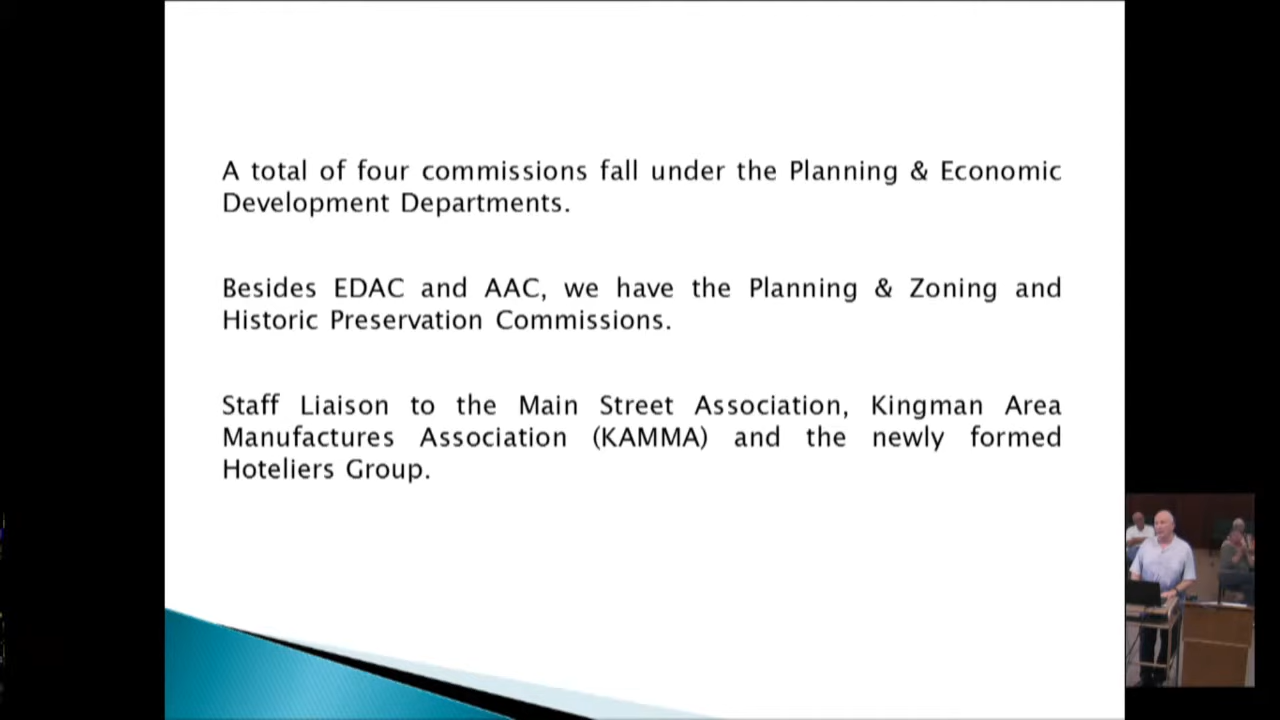 A total of four commissions fall under the Planning & Economic
Development Departments.
Besides EDAC and AAC, we have the Planning & Zoning and
Historic Preservation Commissions.
Staff Liaison to the Main Street Association, Kingman Area
Manufactures Association (KAMMA) and the newly formed
Hoteliers Group.